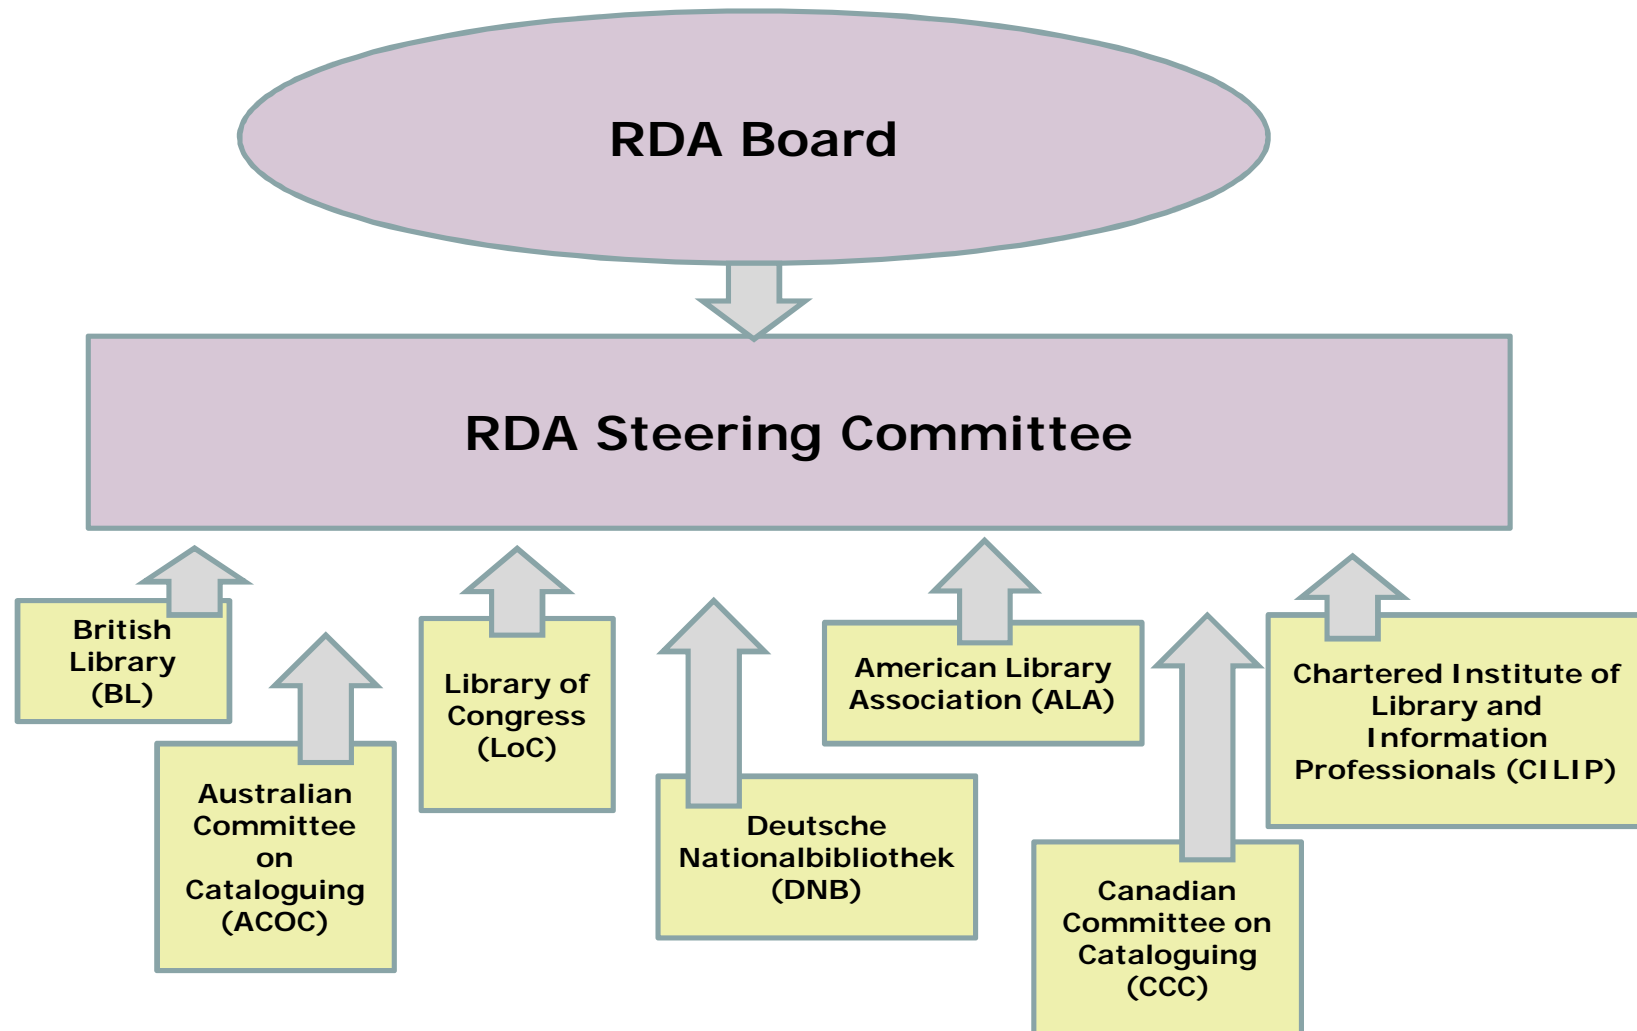 RDA Board
RDA Steering Committee
British
Library
(BL)
Australian
Committee
on
Cataloguing
(ACOC)
Library of
Congress
(LoC)
Deutsche
Nationalbibliothek
(DNB)
American Library
Association (ALA)
Canadian
Committee on
Cataloguing
(CCC)
Chartered Institute of
Library and
Information
Professionals (CILIP)